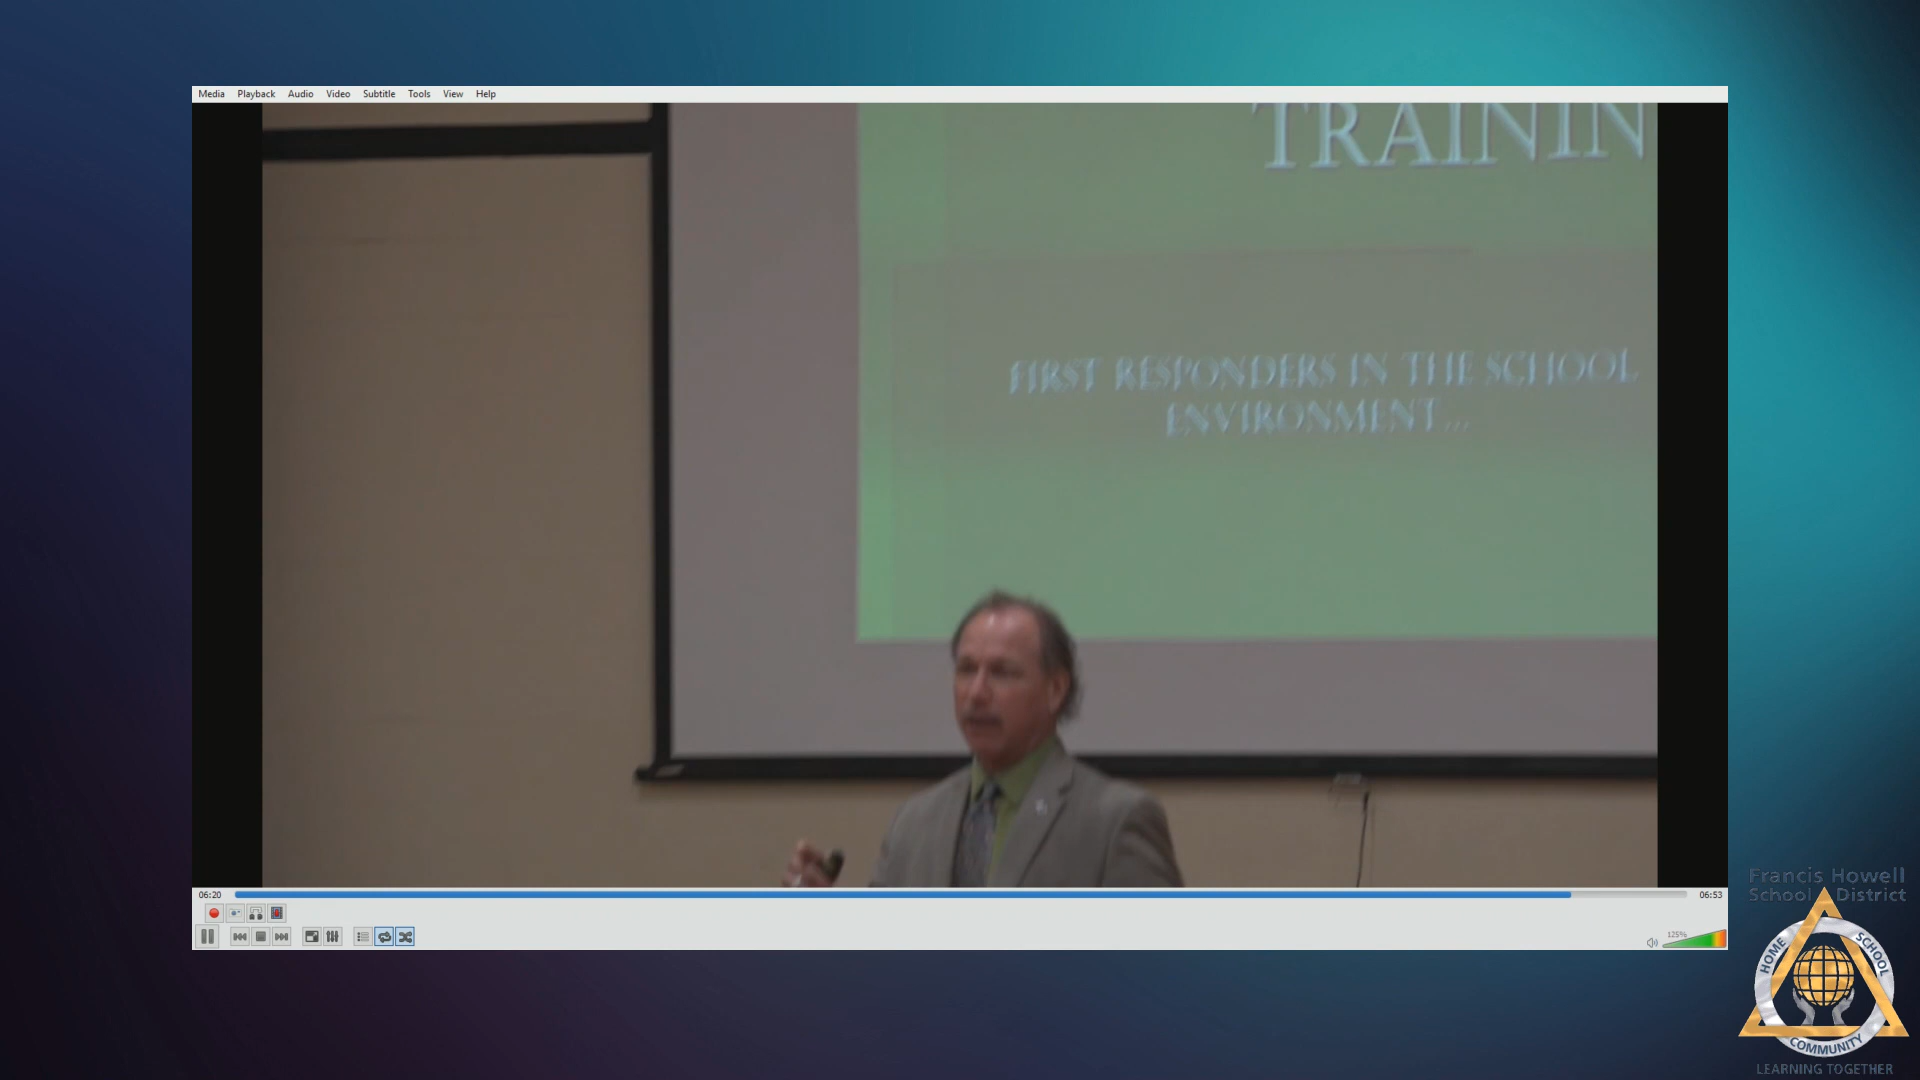 Media Playback Audio Video Subtitle Tools View Help
TRAININ
FIRST RESPONDERS IN THE SCHOOL
ENVIRONMENT...
06:20
06:53
125%
Francis Howell
School District
HOME
SCHOOL
COMMUNITY
LEARNING TOGETHER